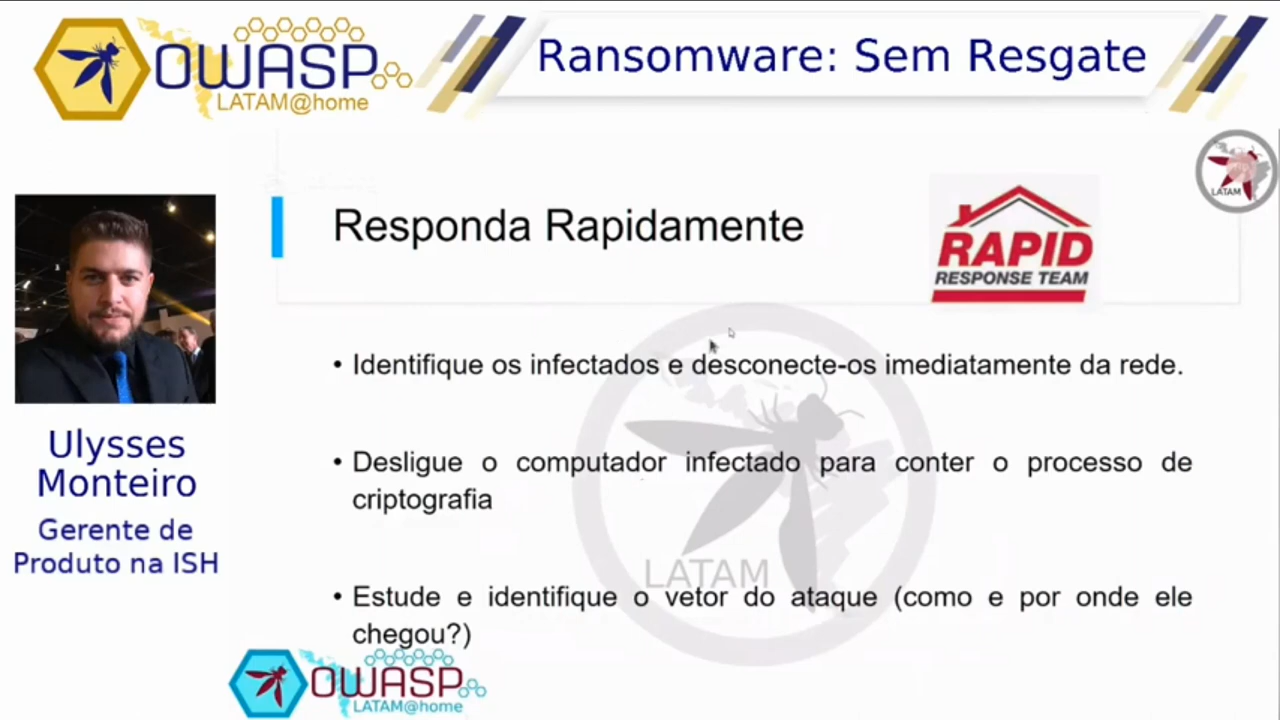 OWASP
LATAM@home
Ransomware: Sem Resgate
LATAM
Responda Rapidamente
RAPID
RESPONSE TEAM
• Identifique os infectados e desconecte-os imediatamente da rede.
• Desligue o computador infectado para conter o processo de
criptografia
LATAM
• Estude e identifique o vetor do ataque (como e por onde ele
chegou?)
Ulysses
Monteiro
Gerente de
Produto na ISH
OWASP
LATAM@home